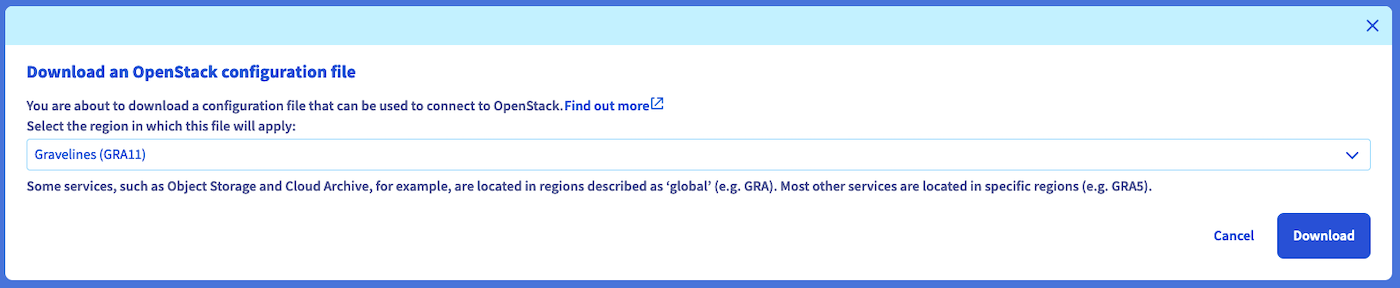 Download an OpenStack configuration file
You are about to download a configuration file that can be used to connect to OpenStack.Find out more
Select the region in which this file will apply:
Gravelines (GRA11)
Some services, such as Object Storage and Cloud Archive, for example, are located in regions described as ‘global’ (e.g. GRA). Most other services are located in specific regions (e.g. GRA5).
Cancel Download